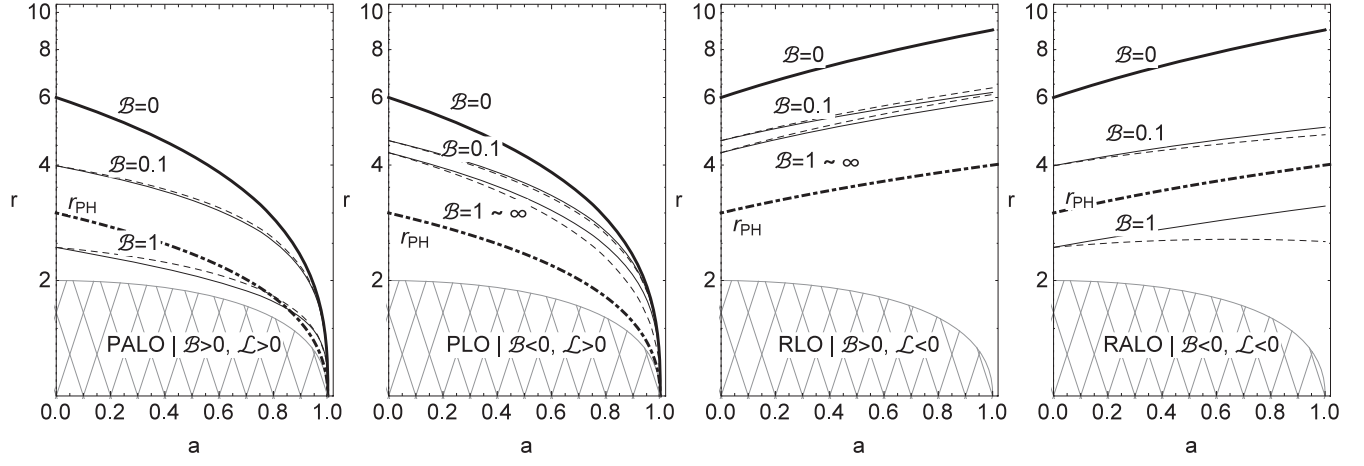 10
8
6
4
2
r
ℬ=0
ℬ=0.1
r_PH
ℬ=1
PALO | ℬ>0, ℒ>0
0.0 0.2 0.4 0.6 0.8 1.0
a
10
8
6
4
2
r
ℬ=0
ℬ=0.1
ℬ=1 ~ ∞
r_PH
PLO | ℬ<0, ℒ>0
0.0 0.2 0.4 0.6 0.8 1.0
a
10
8
6
4
2
r
ℬ=0
ℬ=0.1
ℬ=1 ~ ∞
r_PH
RLO | ℬ>0, ℒ<0
0.0 0.2 0.4 0.6 0.8 1.0
a
10
8
6
4
2
r
ℬ=0
ℬ=0.1
r_PH
ℬ=1
RALO | ℬ<0, ℒ<0
0.0 0.2 0.4 0.6 0.8 1.0
a